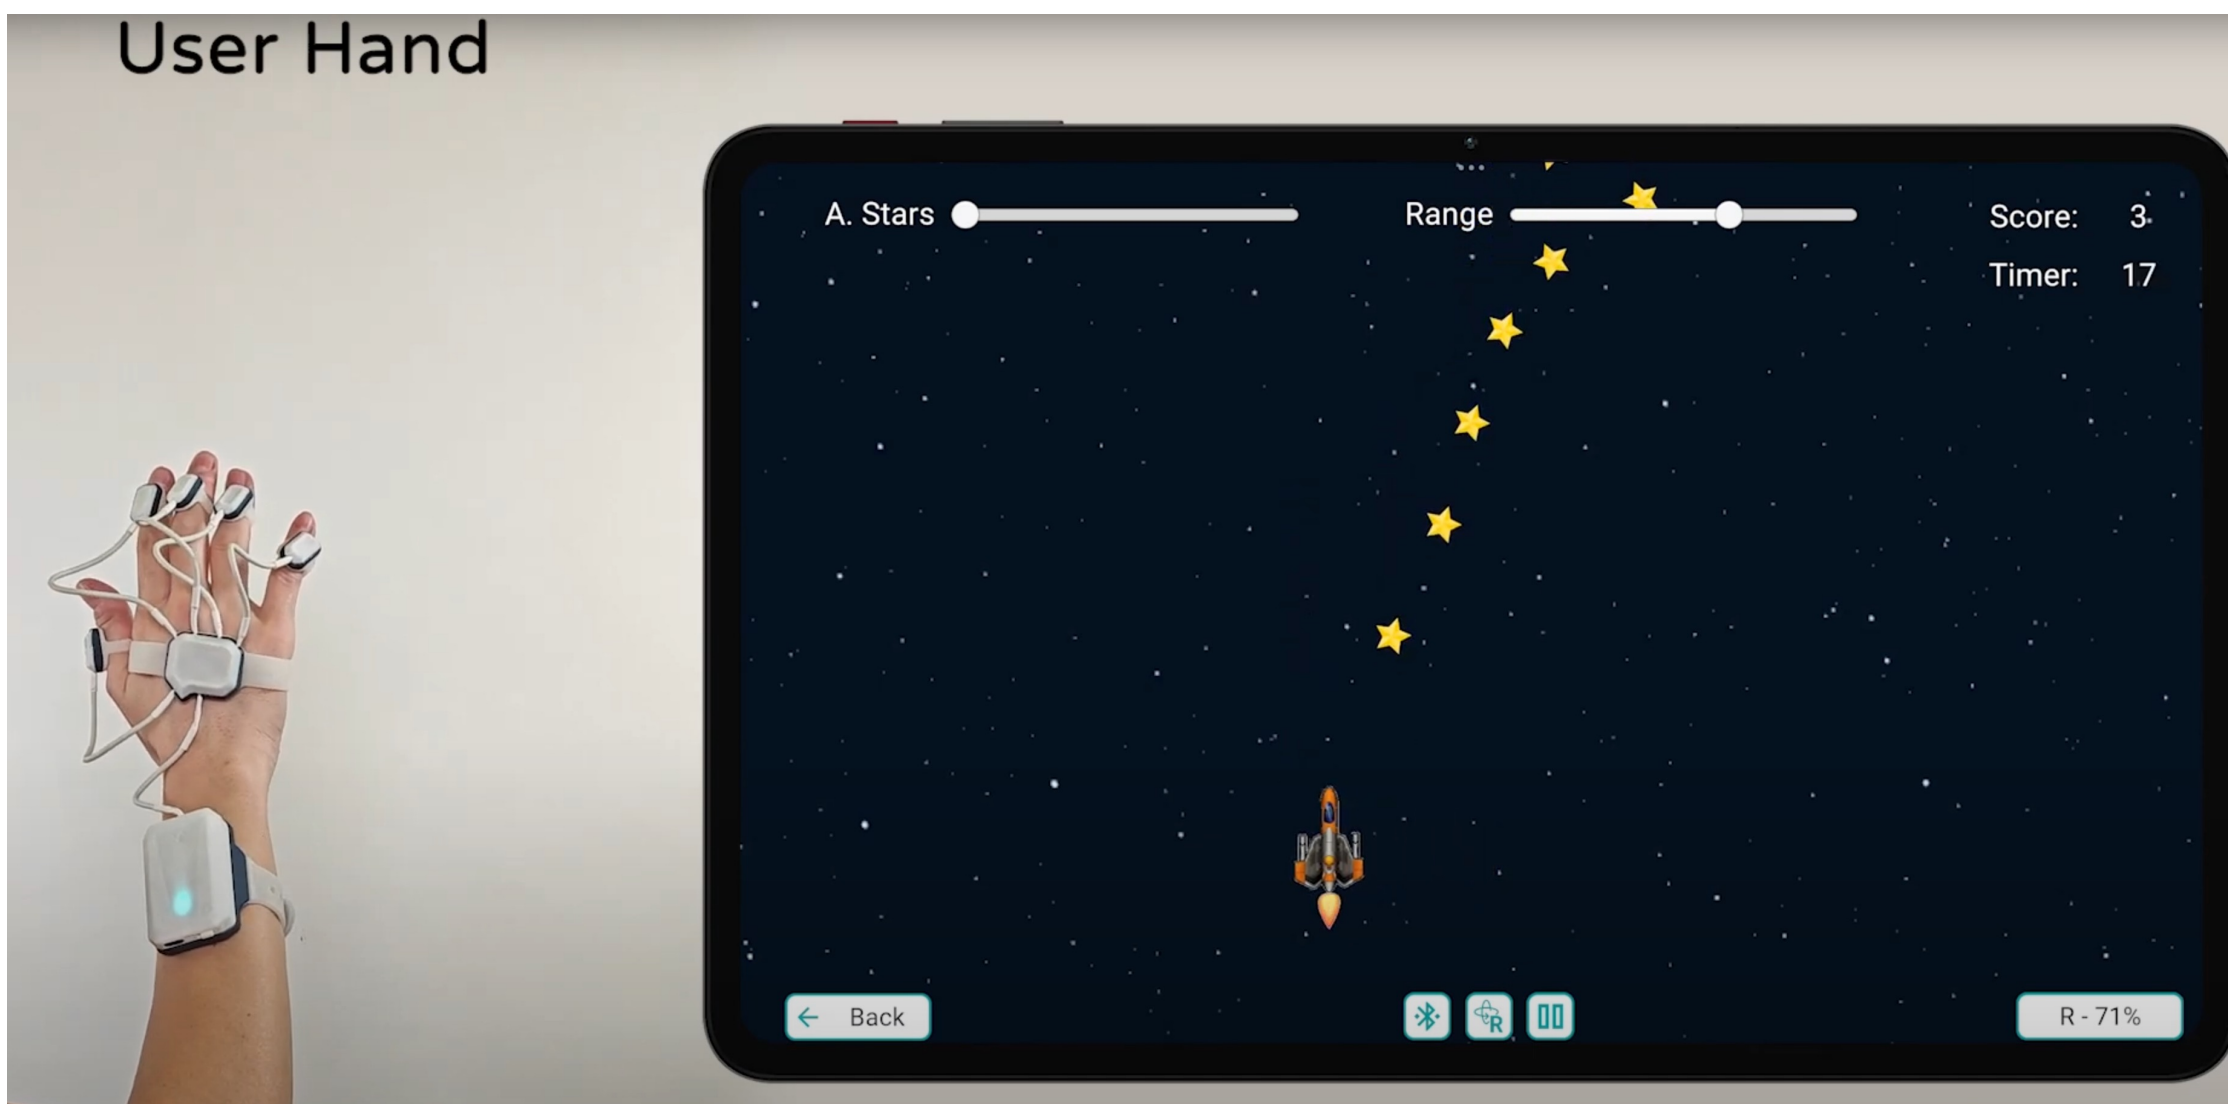 User Hand
A. Stars
Range
Score: 3
Timer: 17
← Back
R
R - 71%